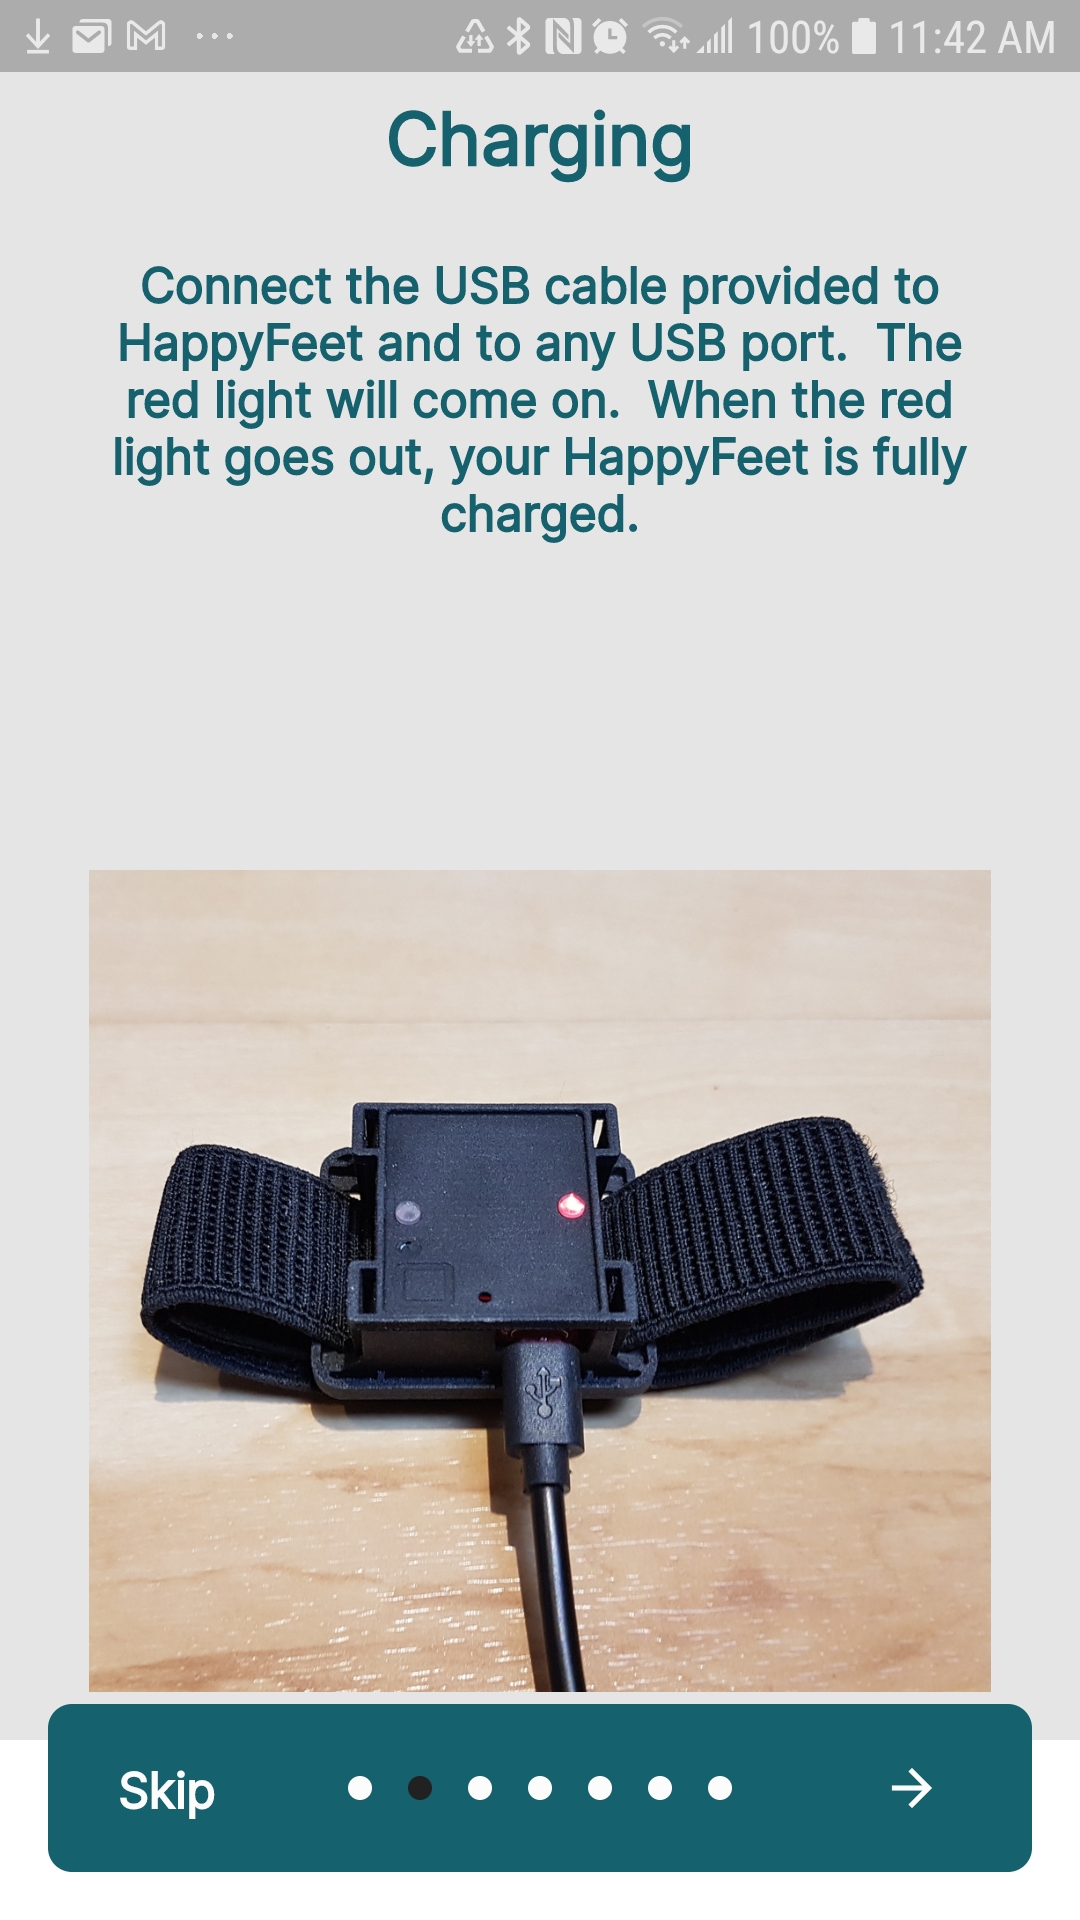 100% 11:42 AM
Charging
Connect the USB cable provided to
HappyFeet and to any USB port.  The
red light will come on.  When the red
light goes out, your HappyFeet is fully
charged.
Skip